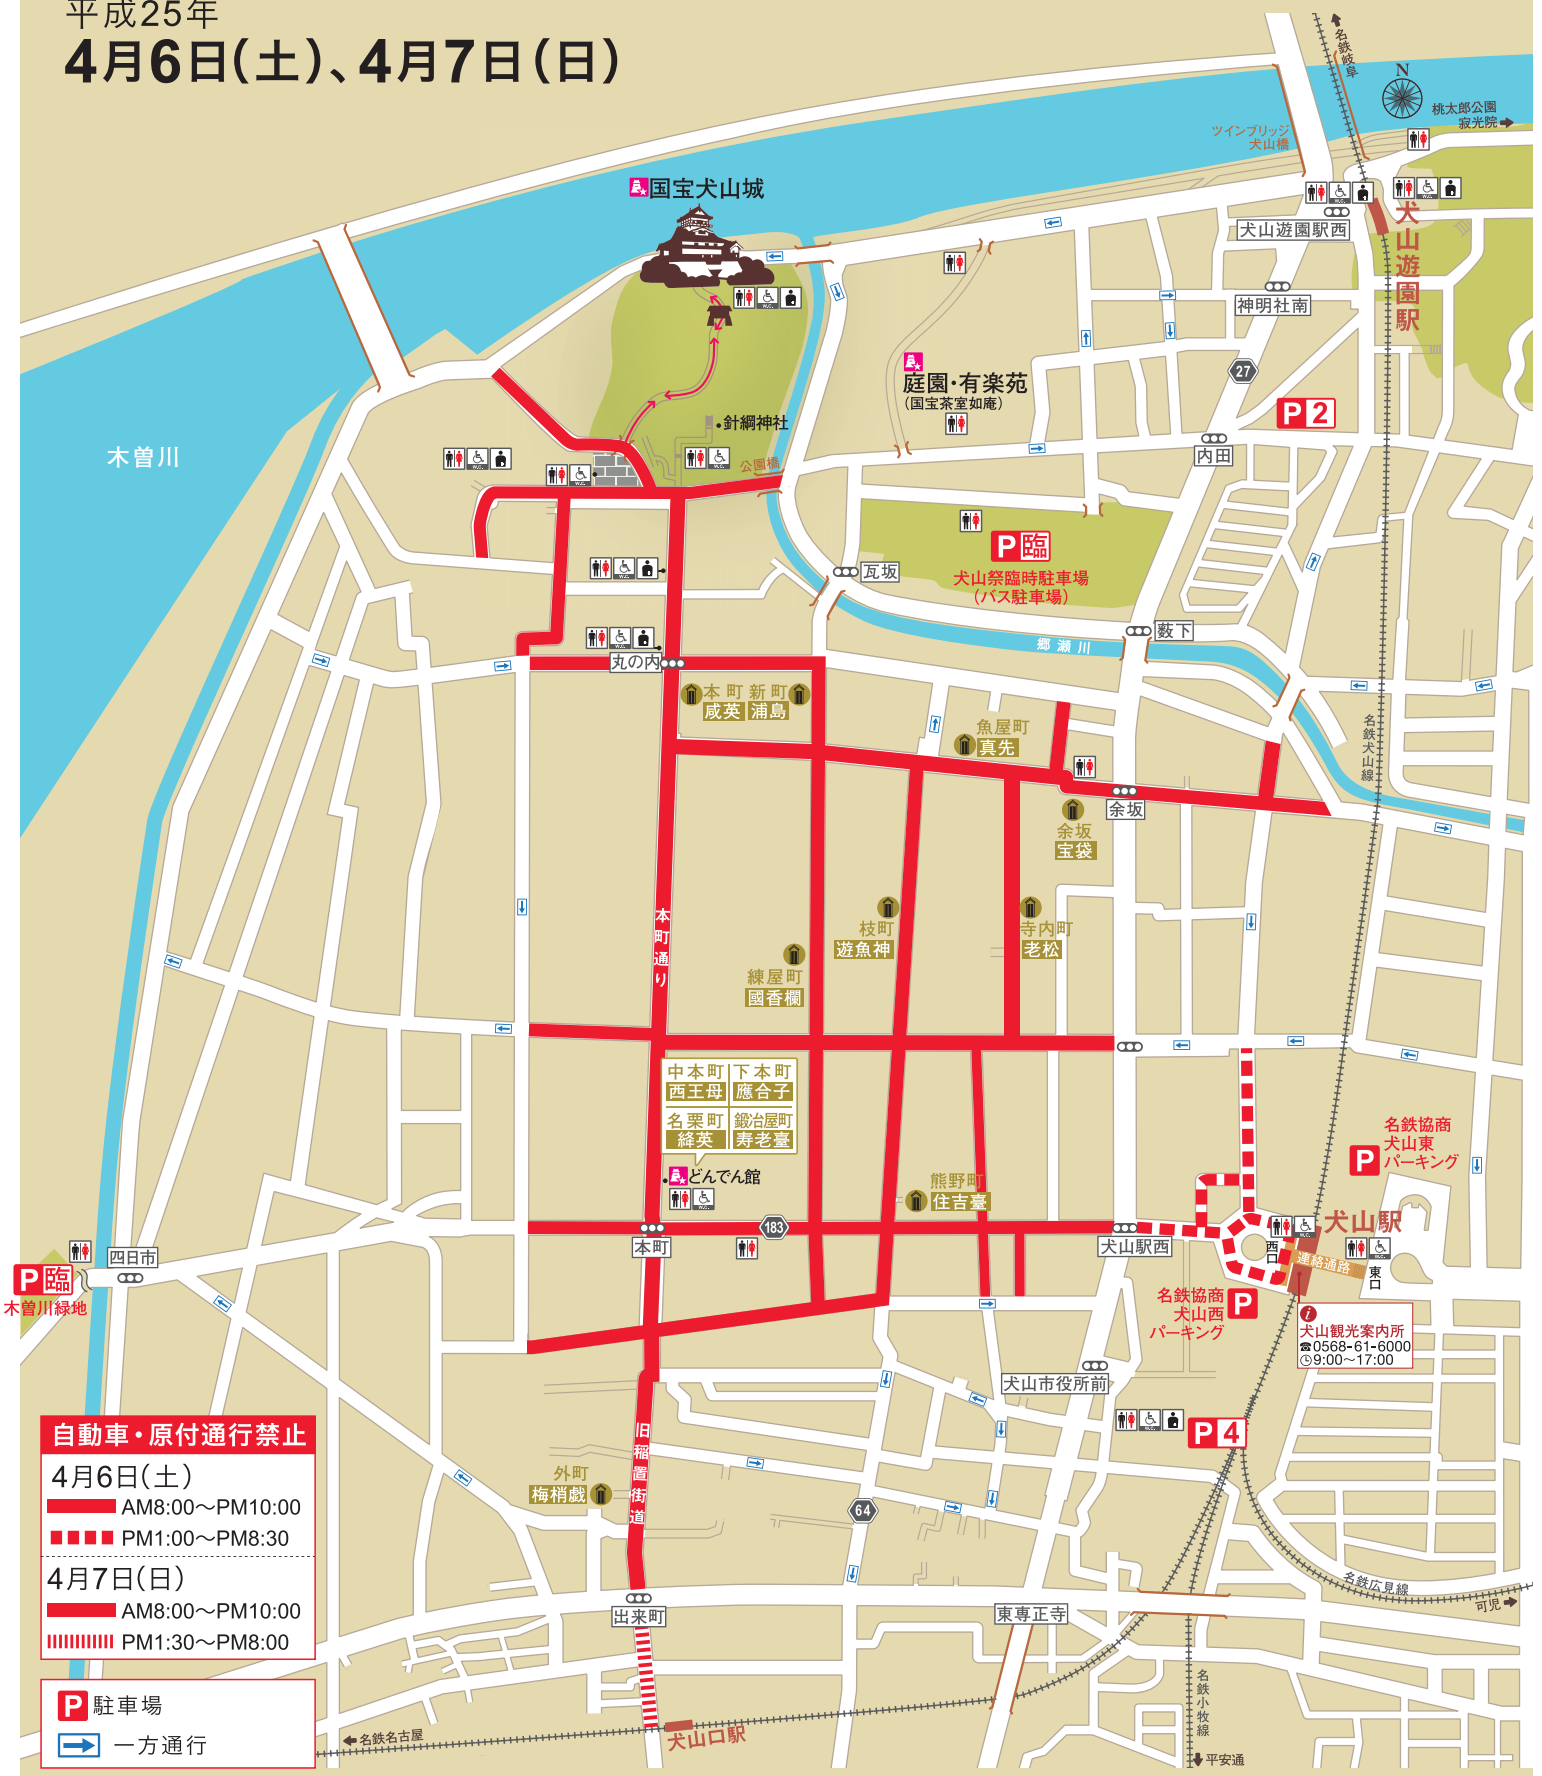 平成25年
4月6日(土)、4月7日(日)
名鉄岐阜
N
桃太郎公園
寂光院
ツインブリッジ
犬山橋
国宝犬山城
犬山遊園駅西
犬山遊園駅
神明社南
27
庭園・有楽苑
(国宝茶室如庵)
P2
針綱神社
木曽川
公園橋
内田
P臨
犬山祭臨時駐車場
(バス駐車場)
瓦坂
薮下
郷瀬川
丸の内
本町
咸英
新町
浦島
魚屋町
真先
名鉄犬山線
余坂
余坂
宝袋
本町通り
枝町
遊魚神
寺内町
老松
練屋町
國香欄
中本町
西王母
下本町
應合子
名栗町
縫英
鍛冶屋町
寿老臺
どんでん館
熊野町
住吉臺
名鉄協商
犬山東
パーキング
P
183
本町
犬山駅西
犬山駅
西口
連絡通路
東口
四日市
P臨
木曽川緑地
名鉄協商
犬山西
パーキング
P
i
犬山観光案内所
☎0568-61-6000
9:00〜17:00
犬山市役所前
P4
旧稲置街道
外町
梅梢戯
64
自動車・原付通行禁止
4月6日(土)
AM8:00〜PM10:00
PM1:00〜PM8:30
4月7日(日)
AM8:00〜PM10:00
PM1:30〜PM8:00
P 駐車場
一方通行
出来町
東専正寺
名鉄広見線
可児
名鉄小牧線
平安通
名鉄名古屋
犬山口駅